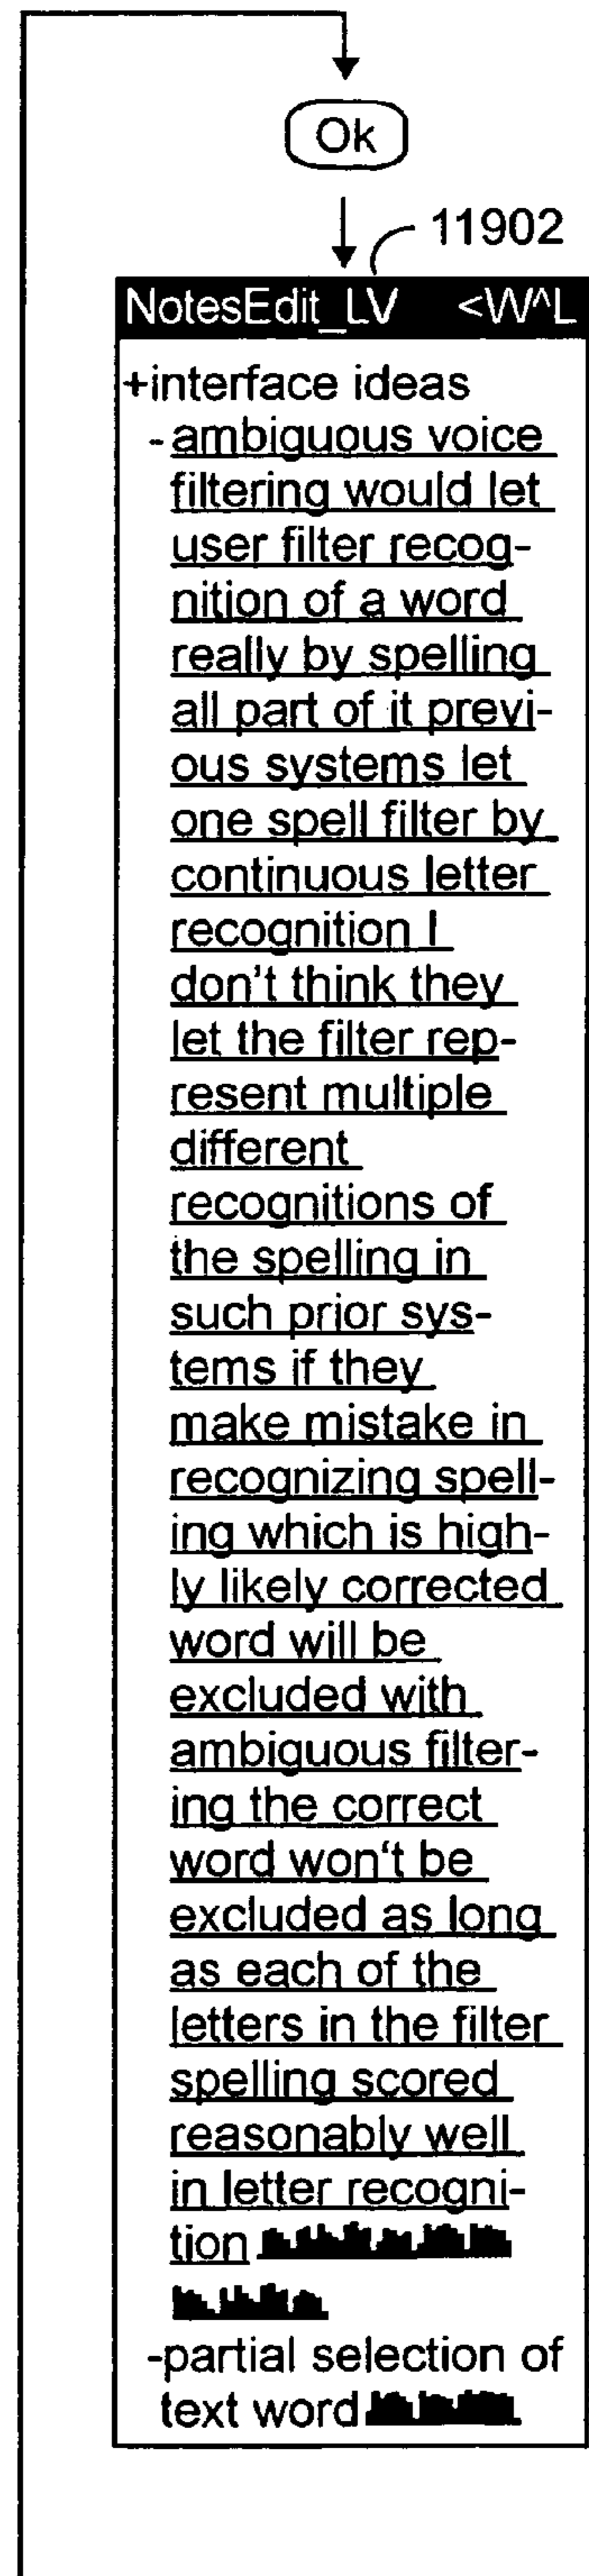 Ok
11902
NotesEdit_LV <W^L
+interface ideas
-ambiguous voice
filtering would let
user filter recog-
nition of a word
really by spelling
all part of it previ-
ous systems let
one spell filter by
continuous letter
recognition I
don't think they
let the filter rep-
resent multiple
different
recognitions of
the spelling in
such prior sys-
tems if they
make mistake in
recognizing spell-
ing which is high-
ly likely corrected
word will be
excluded with
ambiguous filter-
ing the correct
word won't be
excluded as long
as each of the
letters in the filter
spelling scored
reasonably well
in letter recogni-
tion
-partial selection of
text word